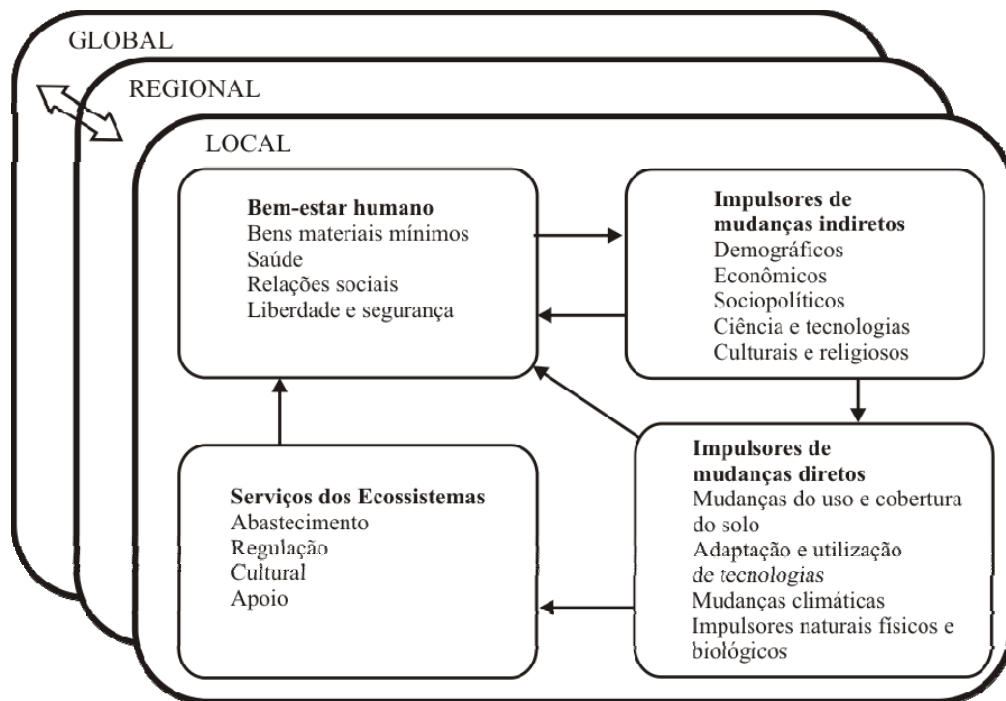 GLOBAL
REGIONAL
LOCAL
Bem-estar humano
Bens materiais mínimos
Saúde
Relações sociais
Liberdade e segurança
Impulsores de
mudanças indiretos
Demográficos
Econômicos
Sociopolíticos
Ciência e tecnologias
Culturais e religiosos
Serviços dos Ecossistemas
Abastecimento
Regulação
Cultural
Apoio
Impulsores de
mudanças diretos
Mudanças do uso e cobertura
do solo
Adaptação e utilização
de tecnologias
Mudanças climáticas
Impulsores naturais físicos e
biológicos